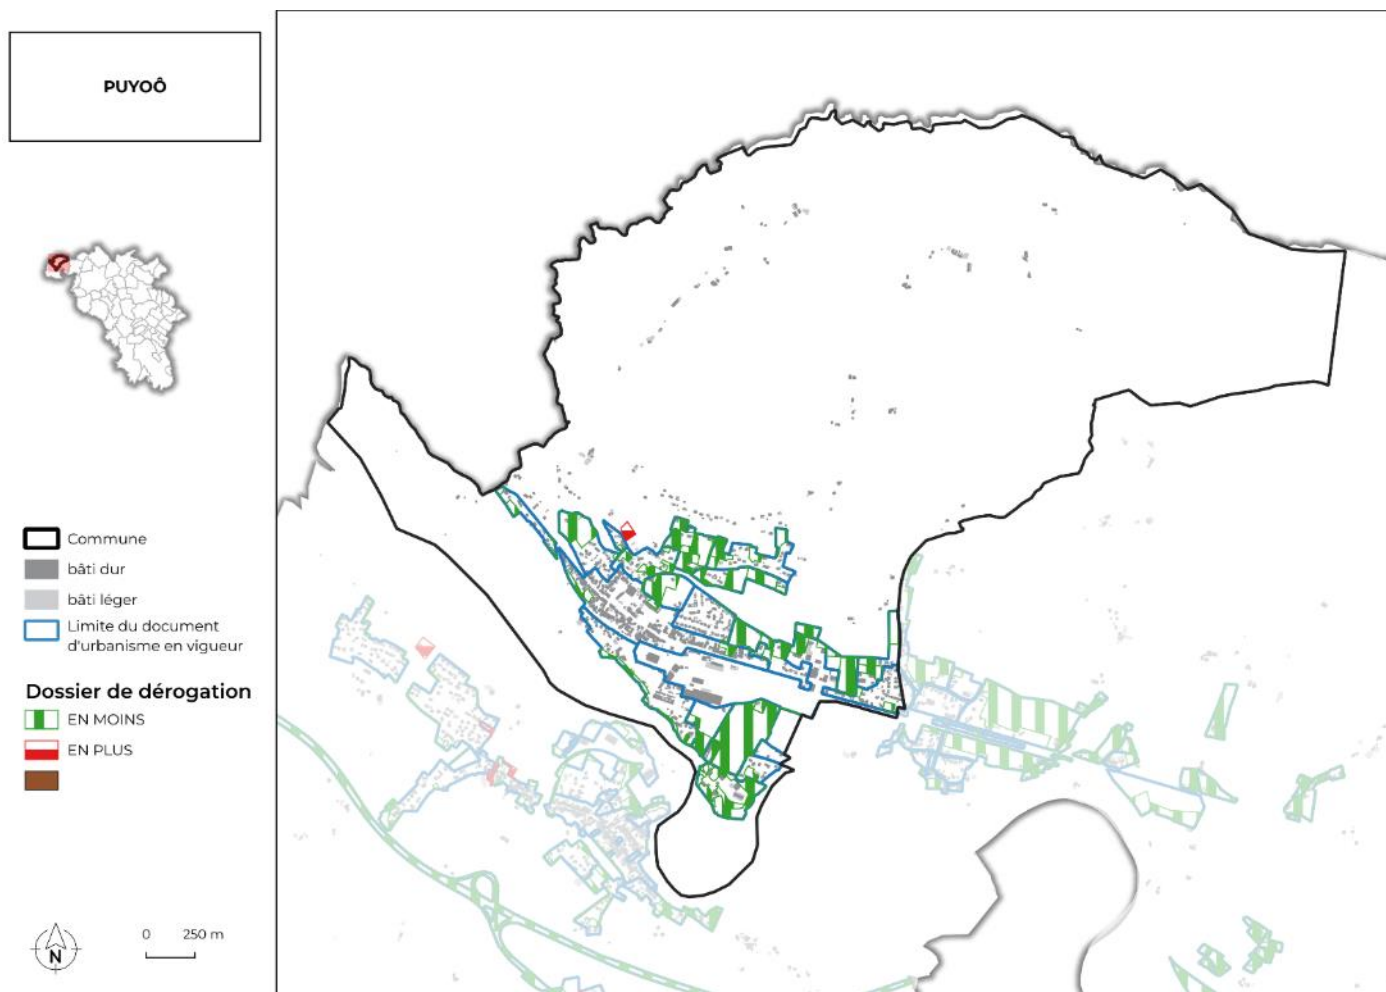 PUYOÔ
Commune
bâti dur
bâti léger
Limite du document
d'urbanisme en vigueur
Dossier de dérogation
EN MOINS
EN PLUS
N
0 250 m